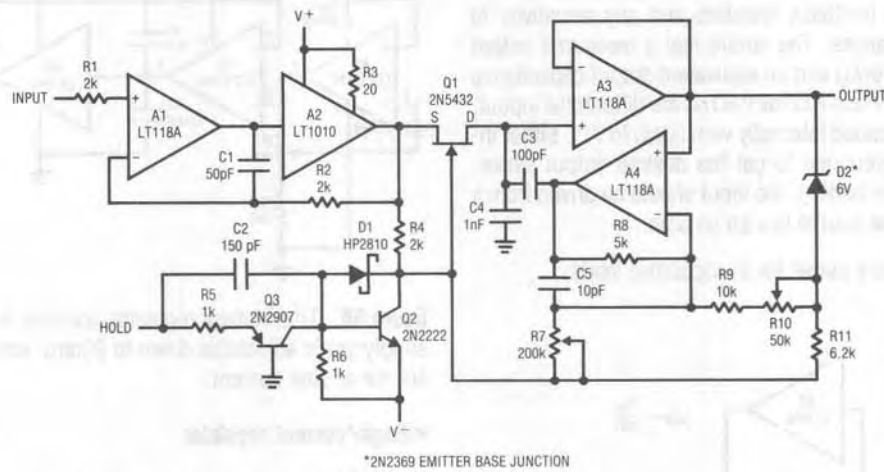 V+
R1
2k
R3
20
Q1
2N5432
A3
LT118A
INPUT
A1
LT118A
A2
LT1010
S D
OUTPUT
C1
50pF
R2
2k
C3
100pF
A4
LT118A
D2*
6V
C4
1nF
C2
150 pF
D1
HP2810
R4
2k
R8
5k
C5
10pF
R9
10k
R5
1k
Q3
2N2907
HOLD
Q2
2N2222
R7
200k
R10
50k
R11
6.2k
R6
1k
V−
*2N2369 EMITTER BASE JUNCTION